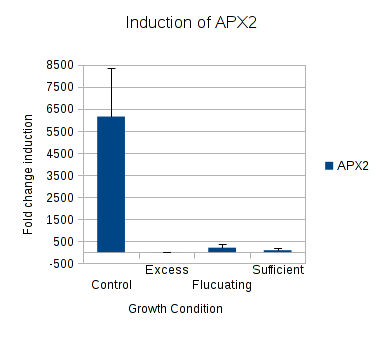 Induction of APX2
8500
7500
6500
5500
4500
3500
2500
1500
500
-500
Fold change induction
APX2
Excess
Sufficient
Control
Flucuating
Growth Condition